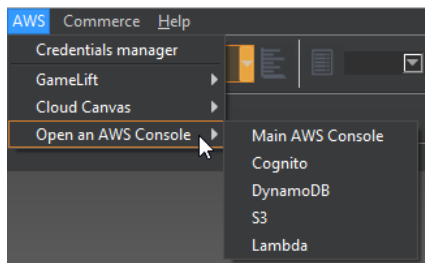 AWS Commerce Help
Credentials manager
GameLift
Cloud Canvas
Open an AWS Console
Main AWS Console
Cognito
DynamoDB
S3
Lambda